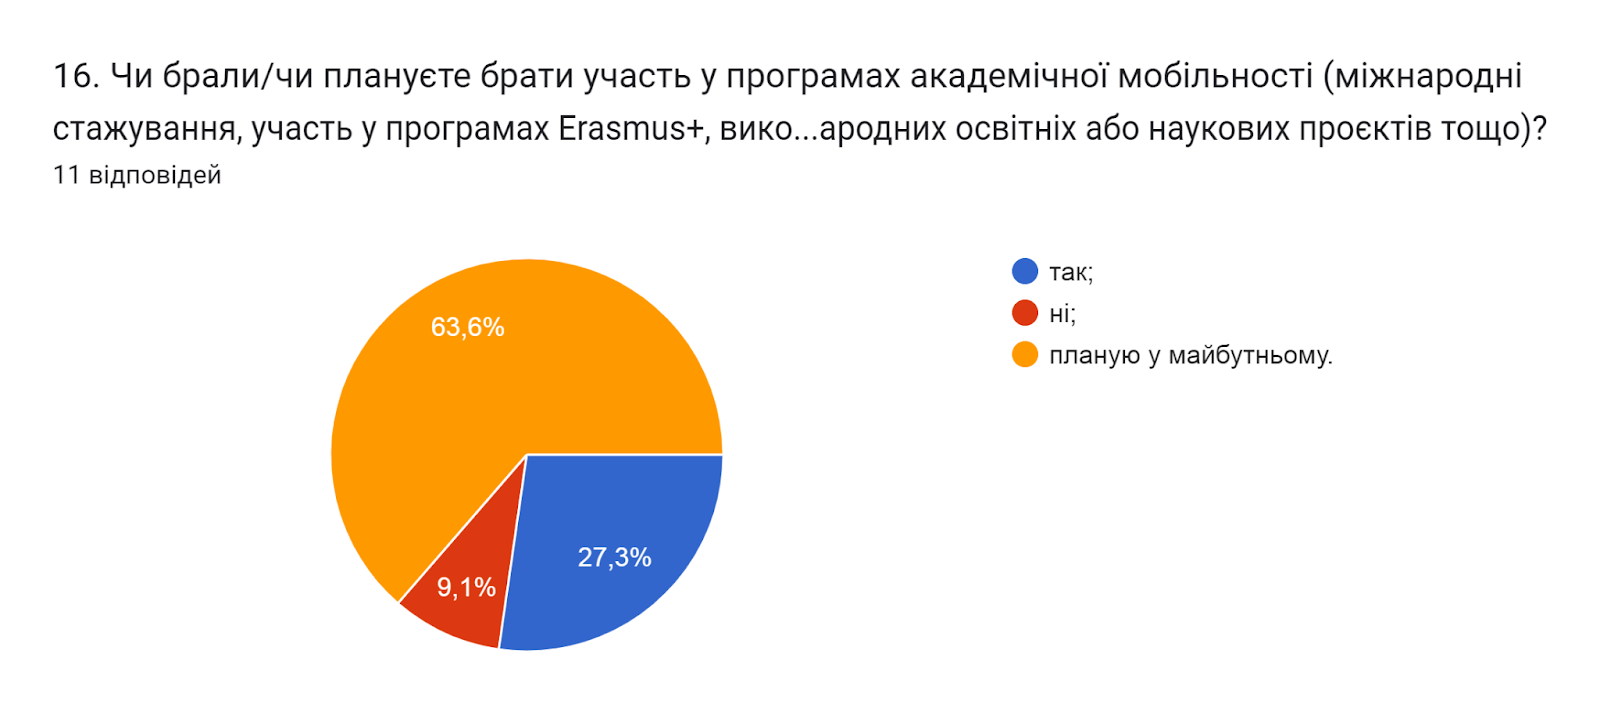 16. Чи брали/чи плануєте брати участь у програмах академічної мобільності (міжнародні
стажування, участь у програмах Erasmus+, вико...ародних освітніх або наукових проєктів тощо)?
11 відповідей
63,6%
27,3%
9,1%
так;
ні;
планую у майбутньому.